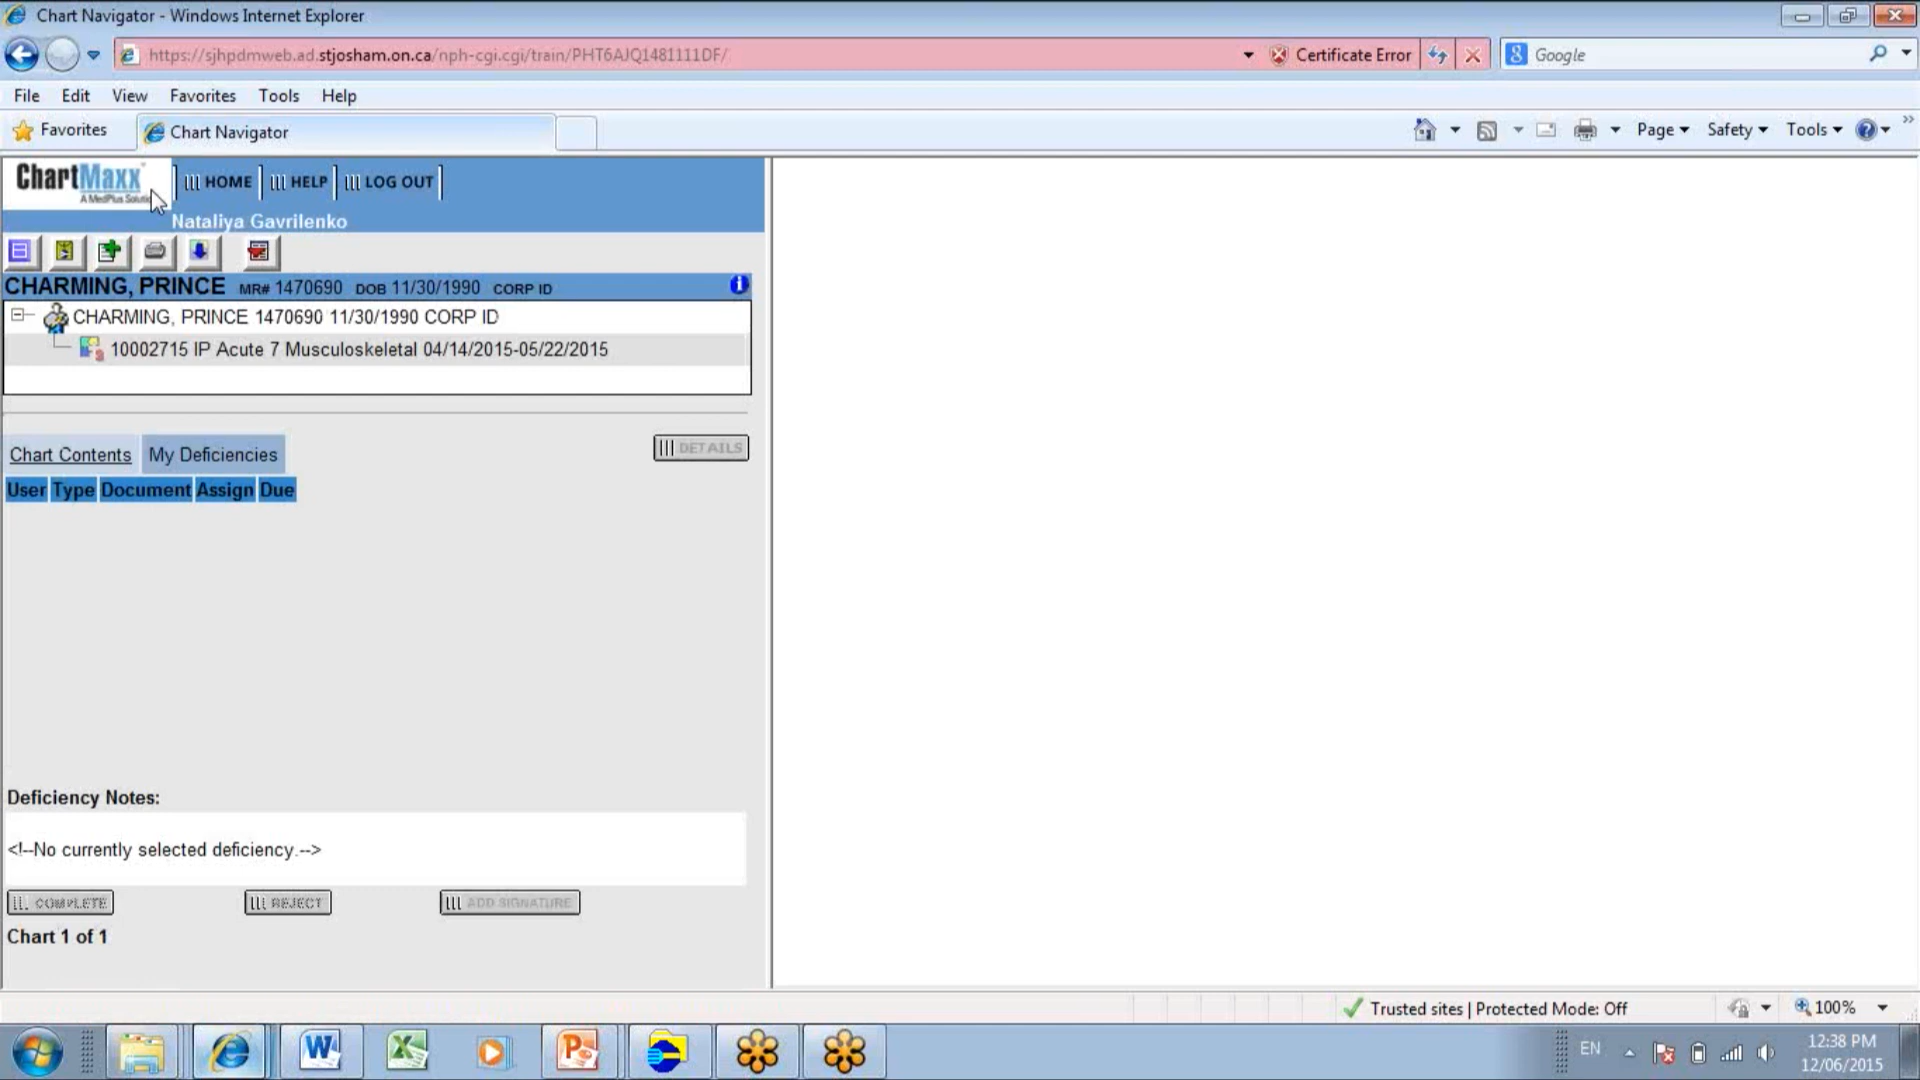 Chart Navigator - Windows Internet Explorer
https://sjhpdmweb.ad.stjosham.on.ca/nph-cgi.cgi/train/PHT6AJQ1481111DF/
Certificate Error
Google
File Edit View Favorites Tools Help
Favorites
Chart Navigator
Page Safety Tools
ChartMaxx
A MedPlus
HOME HELP LOG OUT
Nataliya Gavrilenko
CHARMING, PRINCE MR# 1470690 DOB 11/30/1990 CORP ID
CHARMING, PRINCE 1470690 11/30/1990 CORP ID
10002715 IP Acute 7 Musculoskeletal 04/14/2015-05/22/2015
Chart Contents My Deficiencies
DETAILS
User Type Document Assign Due
Deficiency Notes:
<!--No currently selected deficiency.-->
COMPLETE REJECT ADD SIGNATURE
Chart 1 of 1
Trusted sites | Protected Mode: Off
100%
EN
12:38 PM
12/06/2015